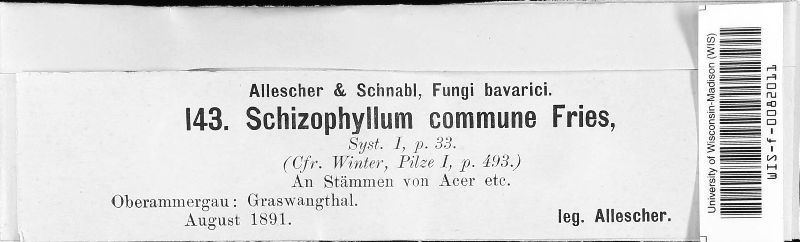 Allescher & Schnabl, Fungi bavarici.
143. Schizophyllum commune Fries,
Syst. I, p. 33.
(Cfr. Winter, Pilze I, p. 493.)
An Stämmen von Acer etc.
Oberammergau: Graswangthal.
August 1891.
leg. Allescher.
University of Wisconsin-Madison (WIS)
WIS-f-0082011